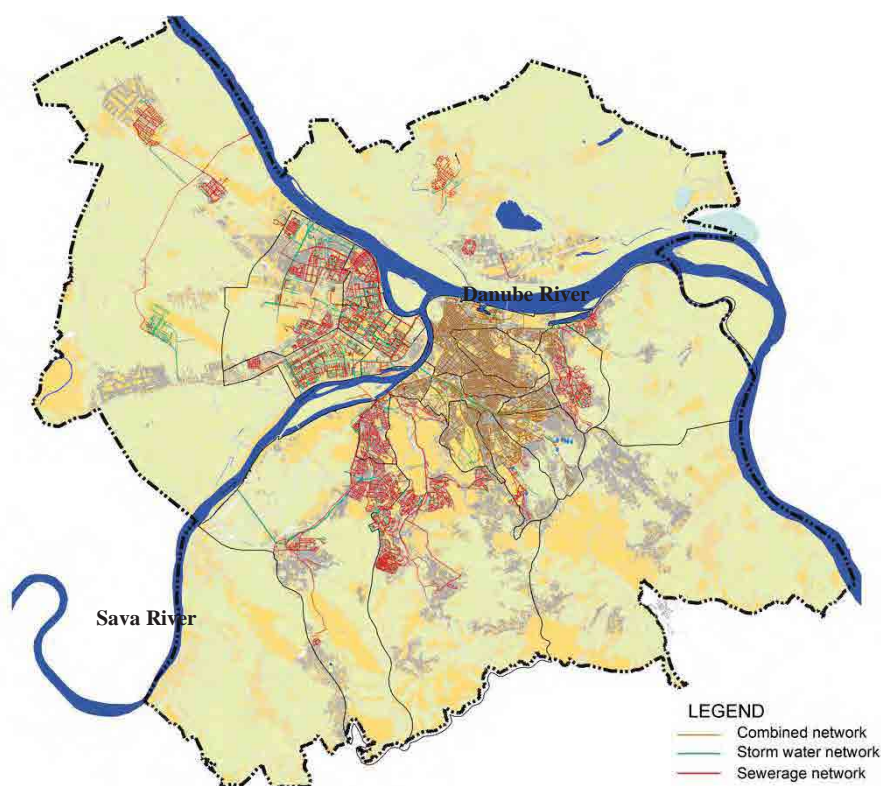 Danube River
Sava River
LEGEND
Combined network
Storm water network
Sewerage network